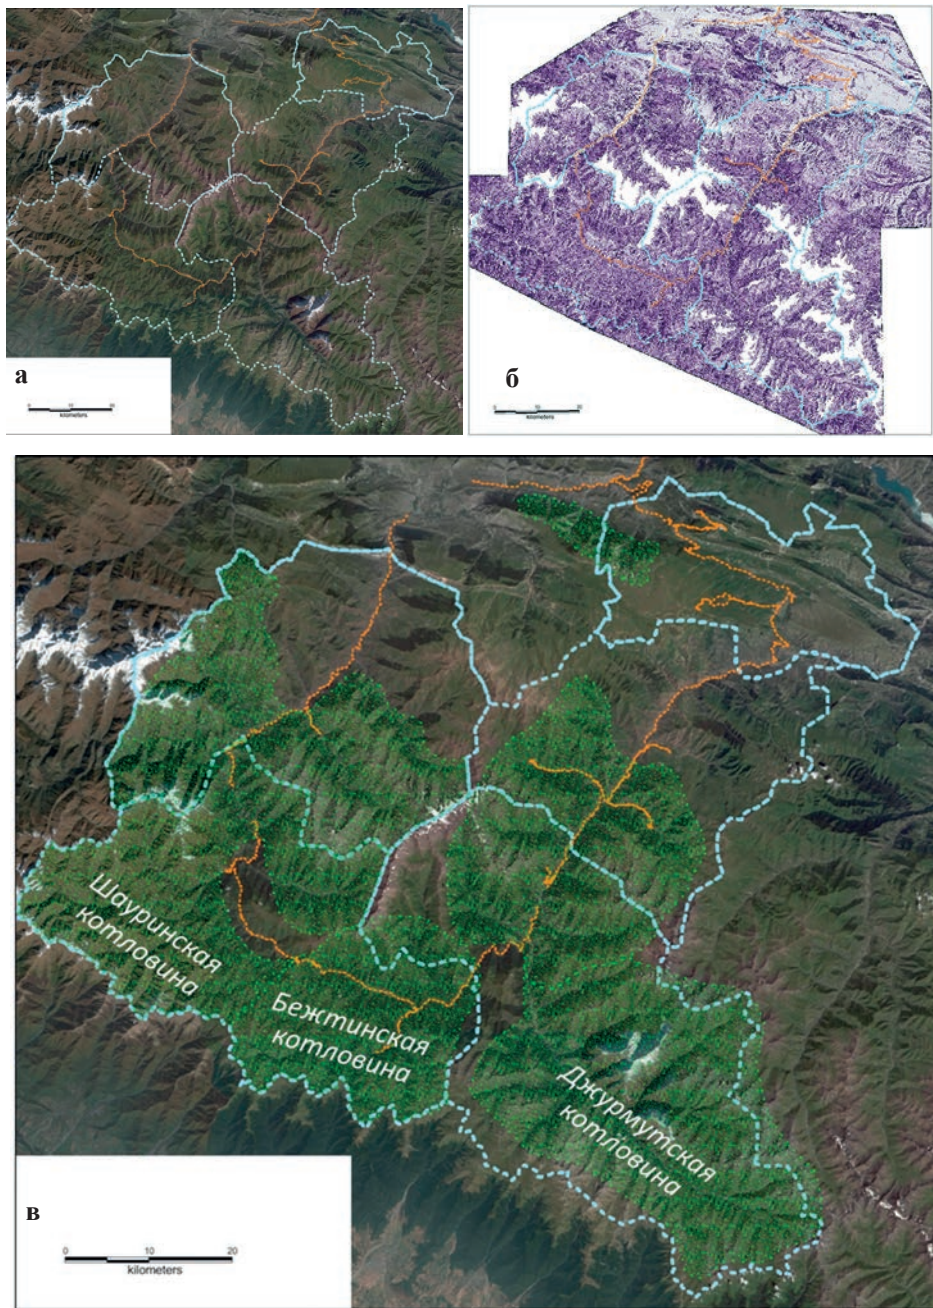 а
kilometers
б
kilometers
Шауринская
котловина
Бежтинская
котловина
Джурмутская
котловина
в
0 10 20
kilometers